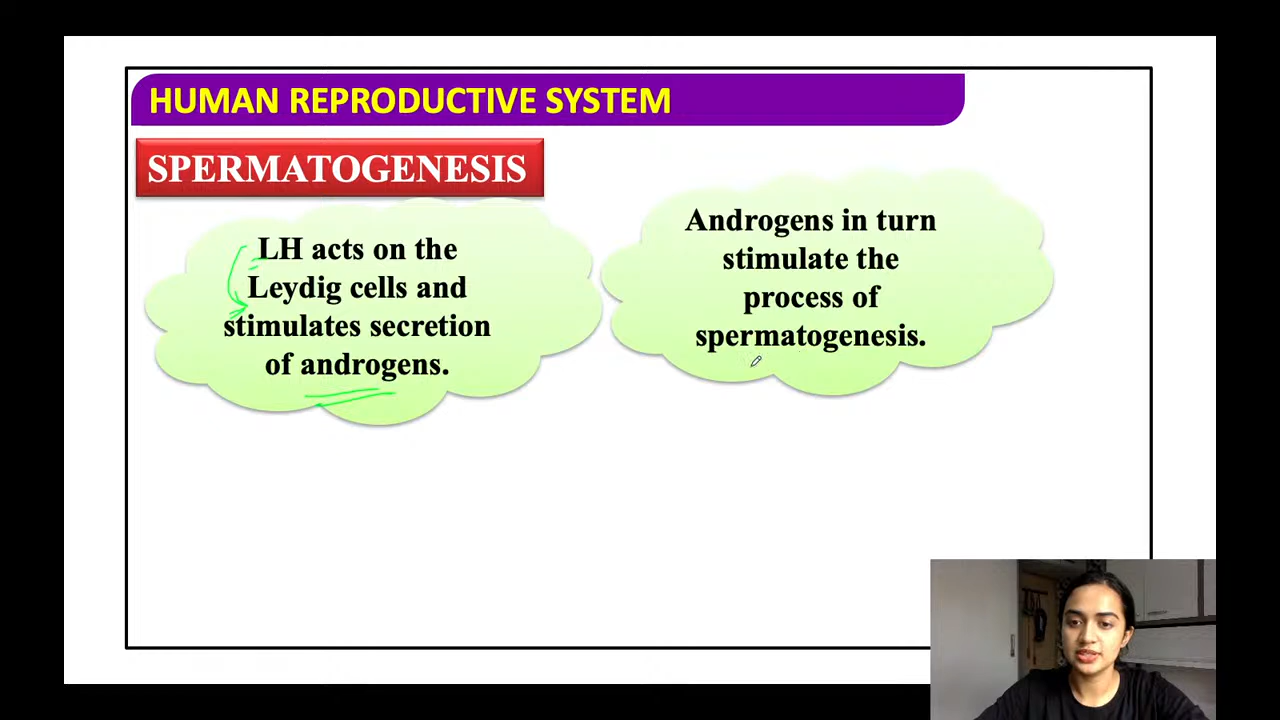 HUMAN REPRODUCTIVE SYSTEM
SPERMATOGENESIS
LH acts on the
Leydig cells and
stimulates secretion
of androgens.
Androgens in turn
stimulate the
process of
spermatogenesis.